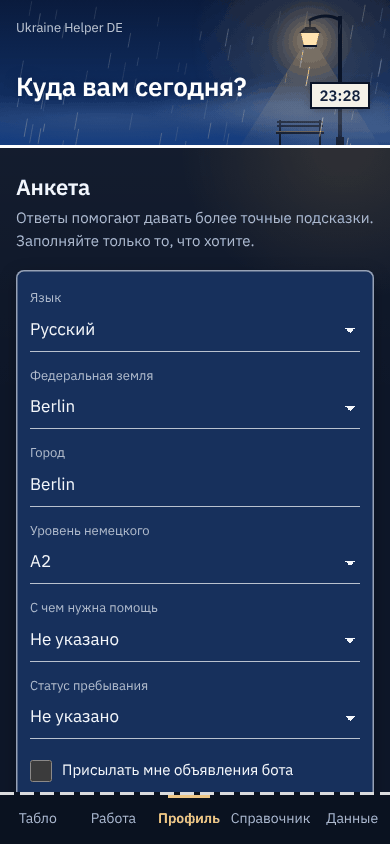 Ukraine Helper DE
Куда вам сегодня?
23:28
Анкета
Ответы помогают давать более точные подсказки.
Заполняйте только то, что хотите.
Язык
Русский
Федеральная земля
Berlin
Город
Berlin
Уровень немецкого
A2
С чем нужна помощь
Не указано
Статус пребывания
Не указано
Присылать мне объявления бота
Табло Работа Профиль Справочник Данные